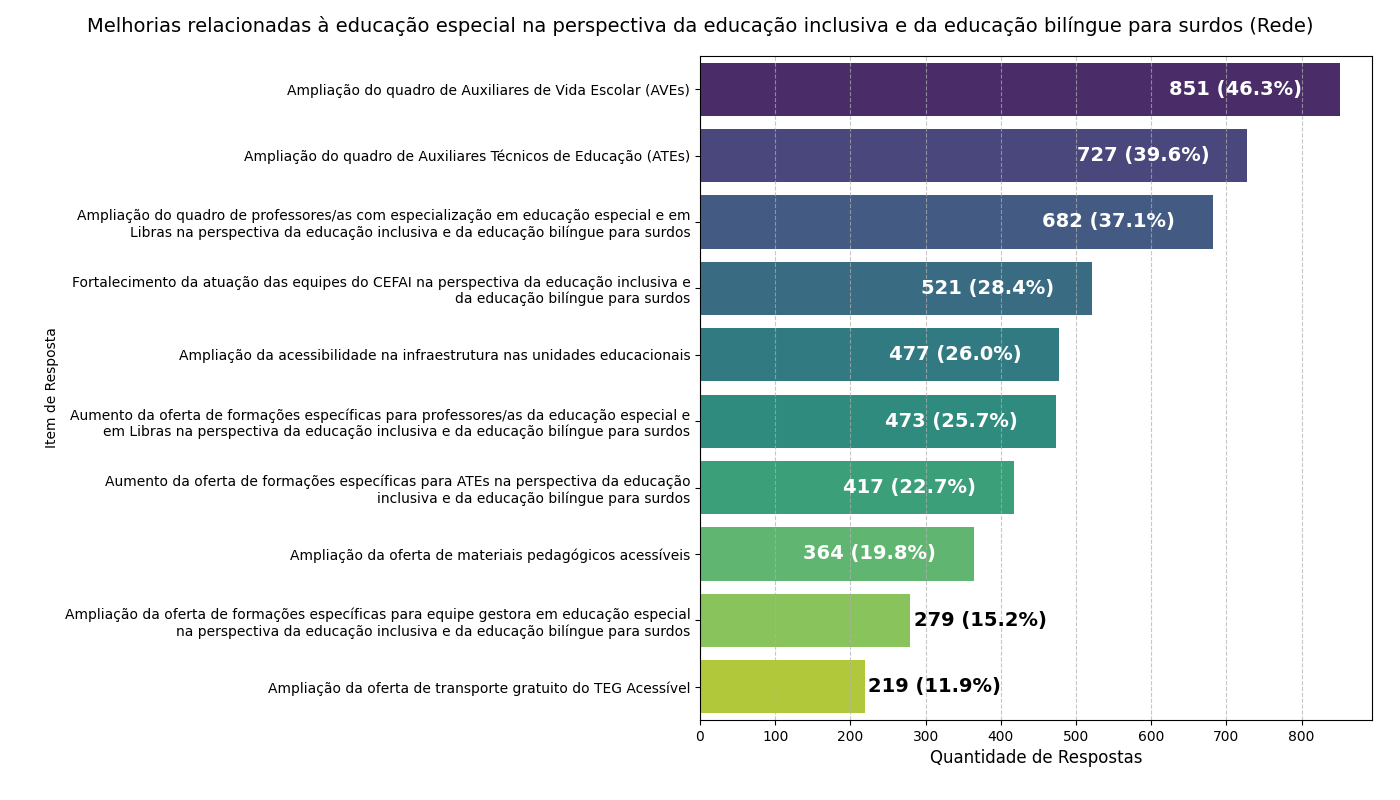 Melhorias relacionadas à educação especial na perspectiva da educação inclusiva e da educação bilíngue para surdos (Rede)
Item de Resposta
Ampliação do quadro de Auxiliares de Vida Escolar (AVEs)
851 (46.3%)
Ampliação do quadro de Auxiliares Técnicos de Educação (ATEs)
727 (39.6%)
Ampliação do quadro de professores/as com especialização em educação especial e em
Libras na perspectiva da educação inclusiva e da educação bilíngue para surdos
682 (37.1%)
Fortalecimento da atuação das equipes do CEFAI na perspectiva da educação inclusiva e
da educação bilíngue para surdos
521 (28.4%)
Ampliação da acessibilidade na infraestrutura nas unidades educacionais
477 (26.0%)
Aumento da oferta de formações específicas para professores/as da educação especial e
em Libras na perspectiva da educação inclusiva e da educação bilíngue para surdos
473 (25.7%)
Aumento da oferta de formações específicas para ATEs na perspectiva da educação
inclusiva e da educação bilíngue para surdos
417 (22.7%)
Ampliação da oferta de materiais pedagógicos acessíveis
364 (19.8%)
Ampliação da oferta de formações específicas para equipe gestora em educação especial
na perspectiva da educação inclusiva e da educação bilíngue para surdos
279 (15.2%)
Ampliação da oferta de transporte gratuito do TEG Acessível
219 (11.9%)
0 100 200 300 400 500 600 700 800
Quantidade de Respostas